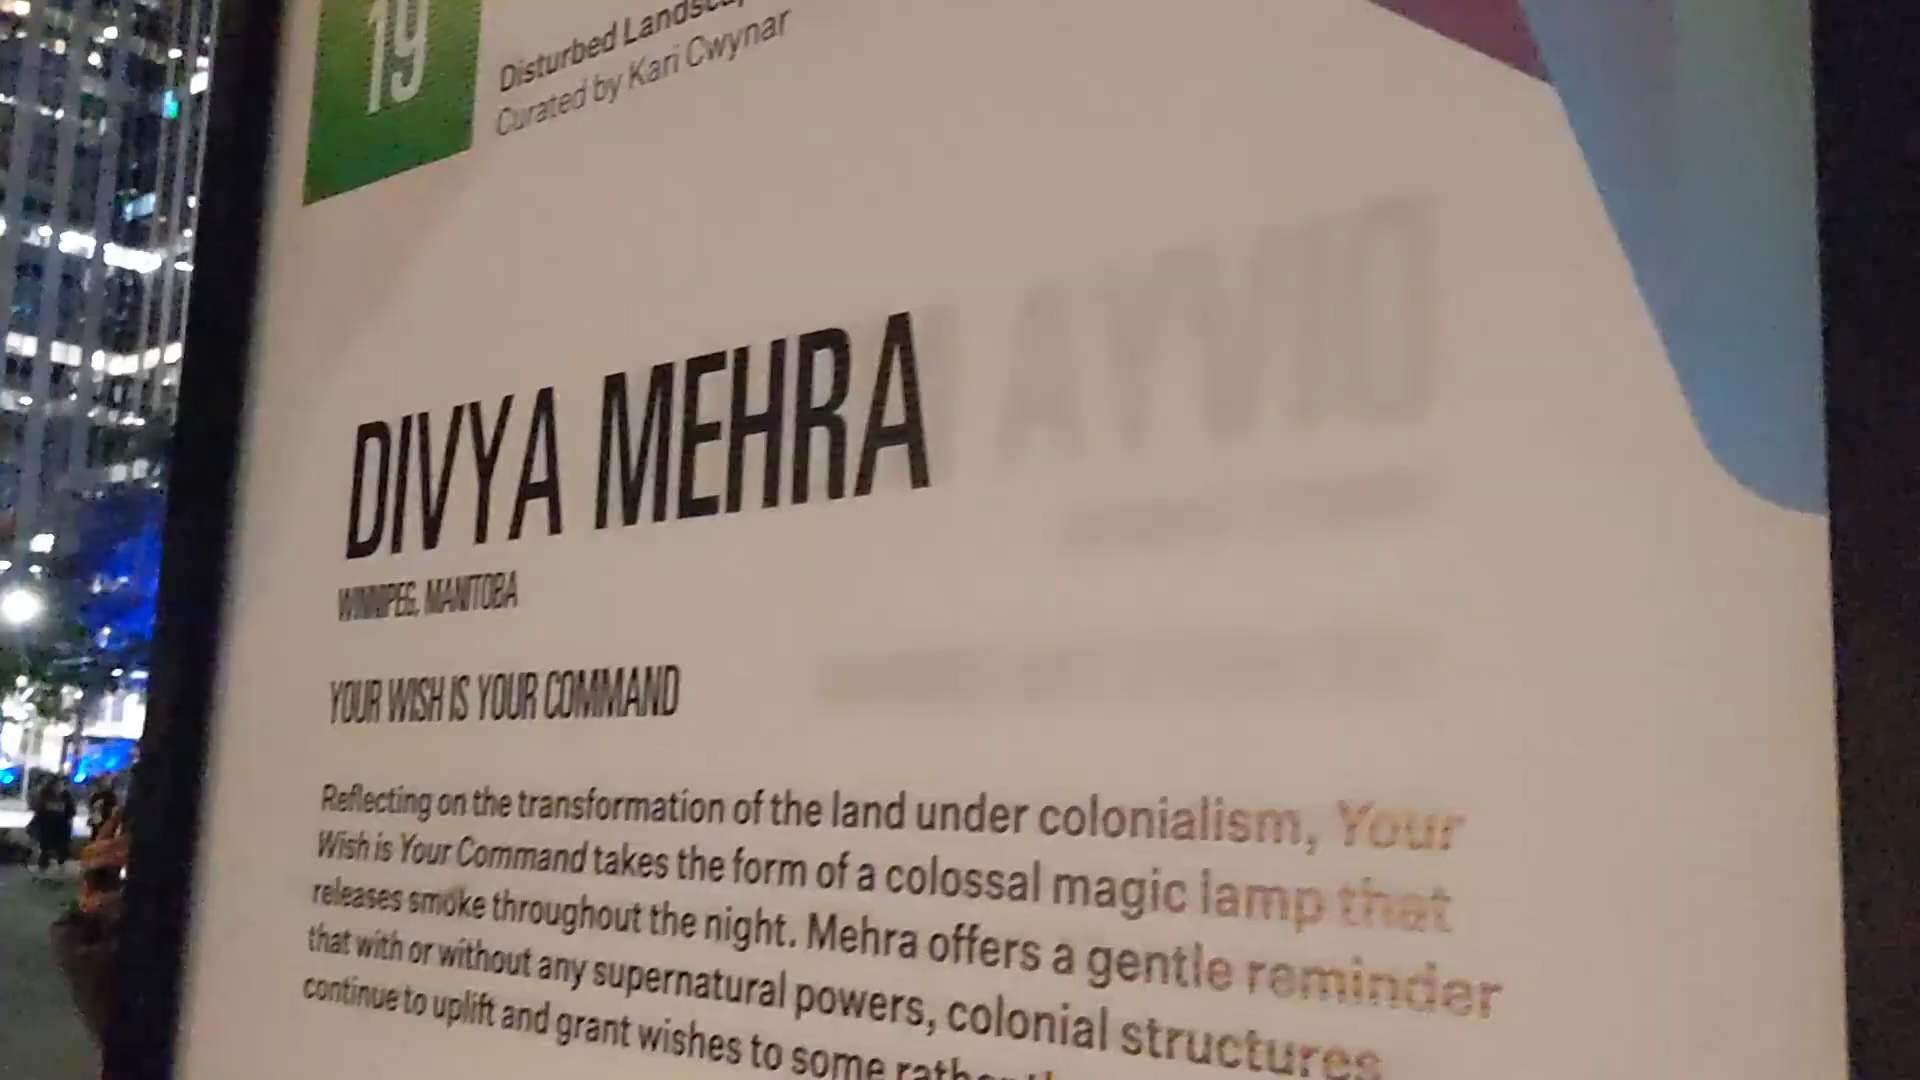 19
Disturbed
Curated by Kari Cwynar
DIVYA MEHRA
WINNIPEG, MANITOBA
YOUR WISH IS YOUR COMMAND
Reflecting on the transformation of the land under colonialism, Your
Wish is Your Command takes the form of a colossal magic lamp that
releases smoke throughout the night. Mehra offers a gentle reminder
that with or without any supernatural powers, colonial structures
continue to uplift and grant wishes to some